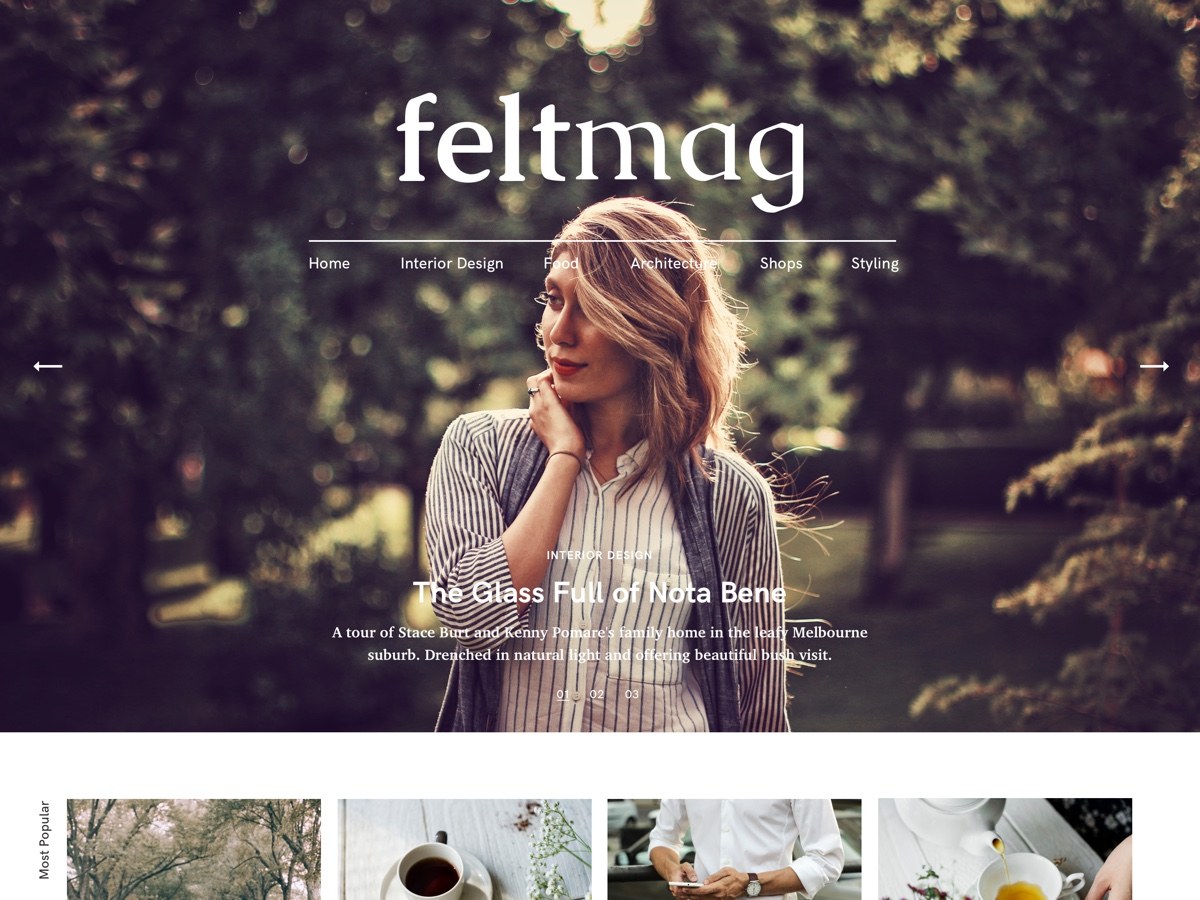 feltmag
Home Interior Design Food Architecture Shops Styling
INTERIOR DESIGN
The Glass Full of Nota Bene
A tour of Stace Burt and Kenny Pomare's family home in the leafy Melbourne
suburb. Drenched in natural light and offering beautiful bush visit.
01 02 03
Most Popular